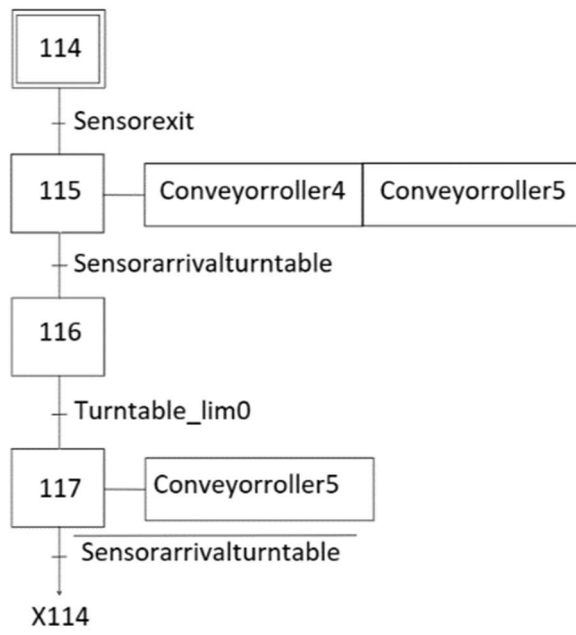 114
Sensorexit
115 Conveyorroller4 Conveyorroller5
Sensorarrivalturntable
116
Turntable_lim0
117 Conveyorroller5
Sensorarrivalturntable
X114